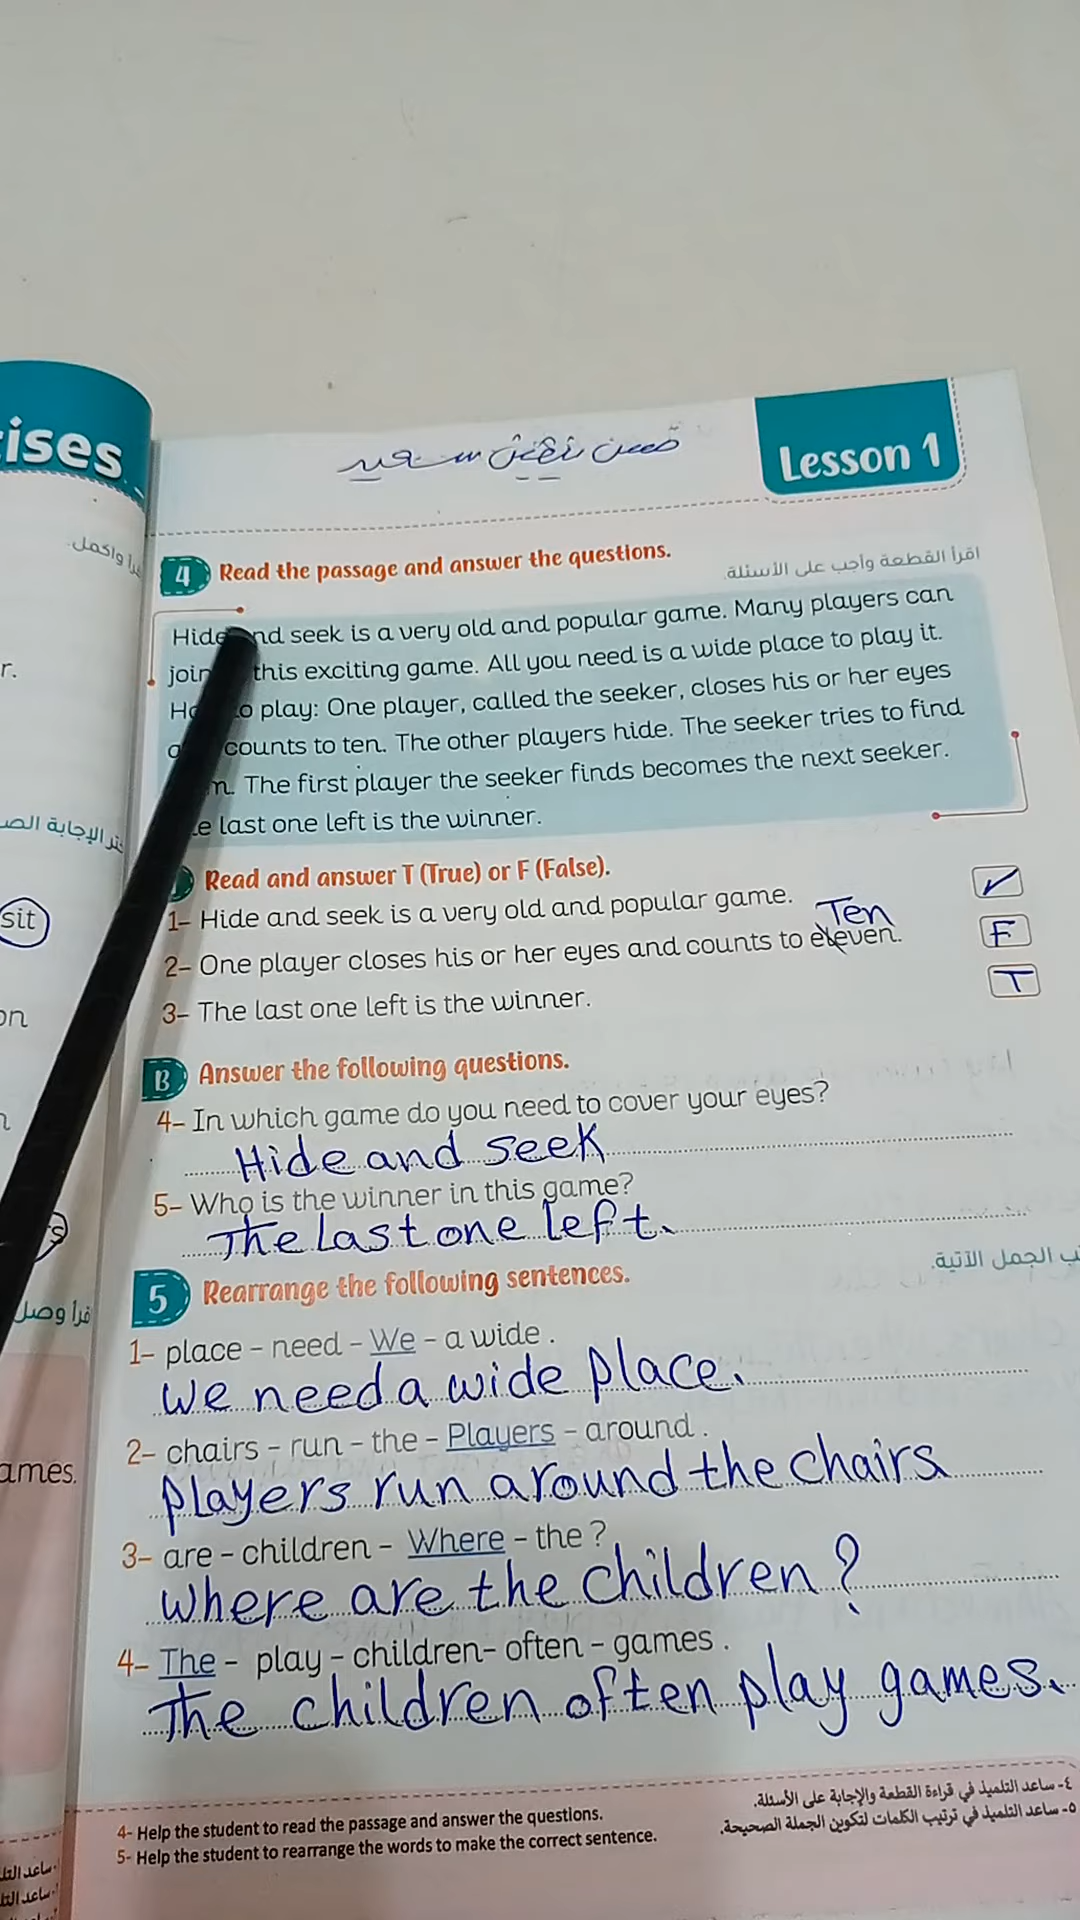 ises
Lesson 1
4 Read the passage and answer the questions.
اقرأ القطعة وأجب على الأسئلة.
Hide nd seek is a very old and popular game. Many players can
join this exciting game. All you need is a wide place to play it.
to play: One player, called the seeker, closes his or her eyes
counts to ten. The other players hide. The seeker tries to find
m. The first player the seeker finds becomes the next seeker.
e last one left is the winner.
Read and answer T (True) or F (False).
1- Hide and seek is a very old and popular game. ✓
Ten
2- One player closes his or her eyes and counts to eleven. F
3- The last one left is the winner. T
B Answer the following questions.
4- In which game do you need to cover your eyes?
Hide and seek
5- Who is the winner in this game?
The last one left.
5 Rearrange the following sentences.
ب الجمل الآتية.
1- place - need - We - a wide .
We need a wide place.
2- chairs - run - the - Players - around .
Players run around the chairs
3- are - children - Where - the ?
Where are the children?
4- The - play - children- often - games .
The children often play games.
4- Help the student to read the passage and answer the questions.
5- Help the student to rearrange the words to make the correct sentence.
٤- ساعد التلميذ في قراءة القطعة والإجابة على الأسئلة.
٥- ساعد التلميذ في ترتيب الكلمات لتكوين الجملة الصحيحة.
رأ واكمل.
r.
تر الإجابة الص
sit
on
رأ وصل
ames.